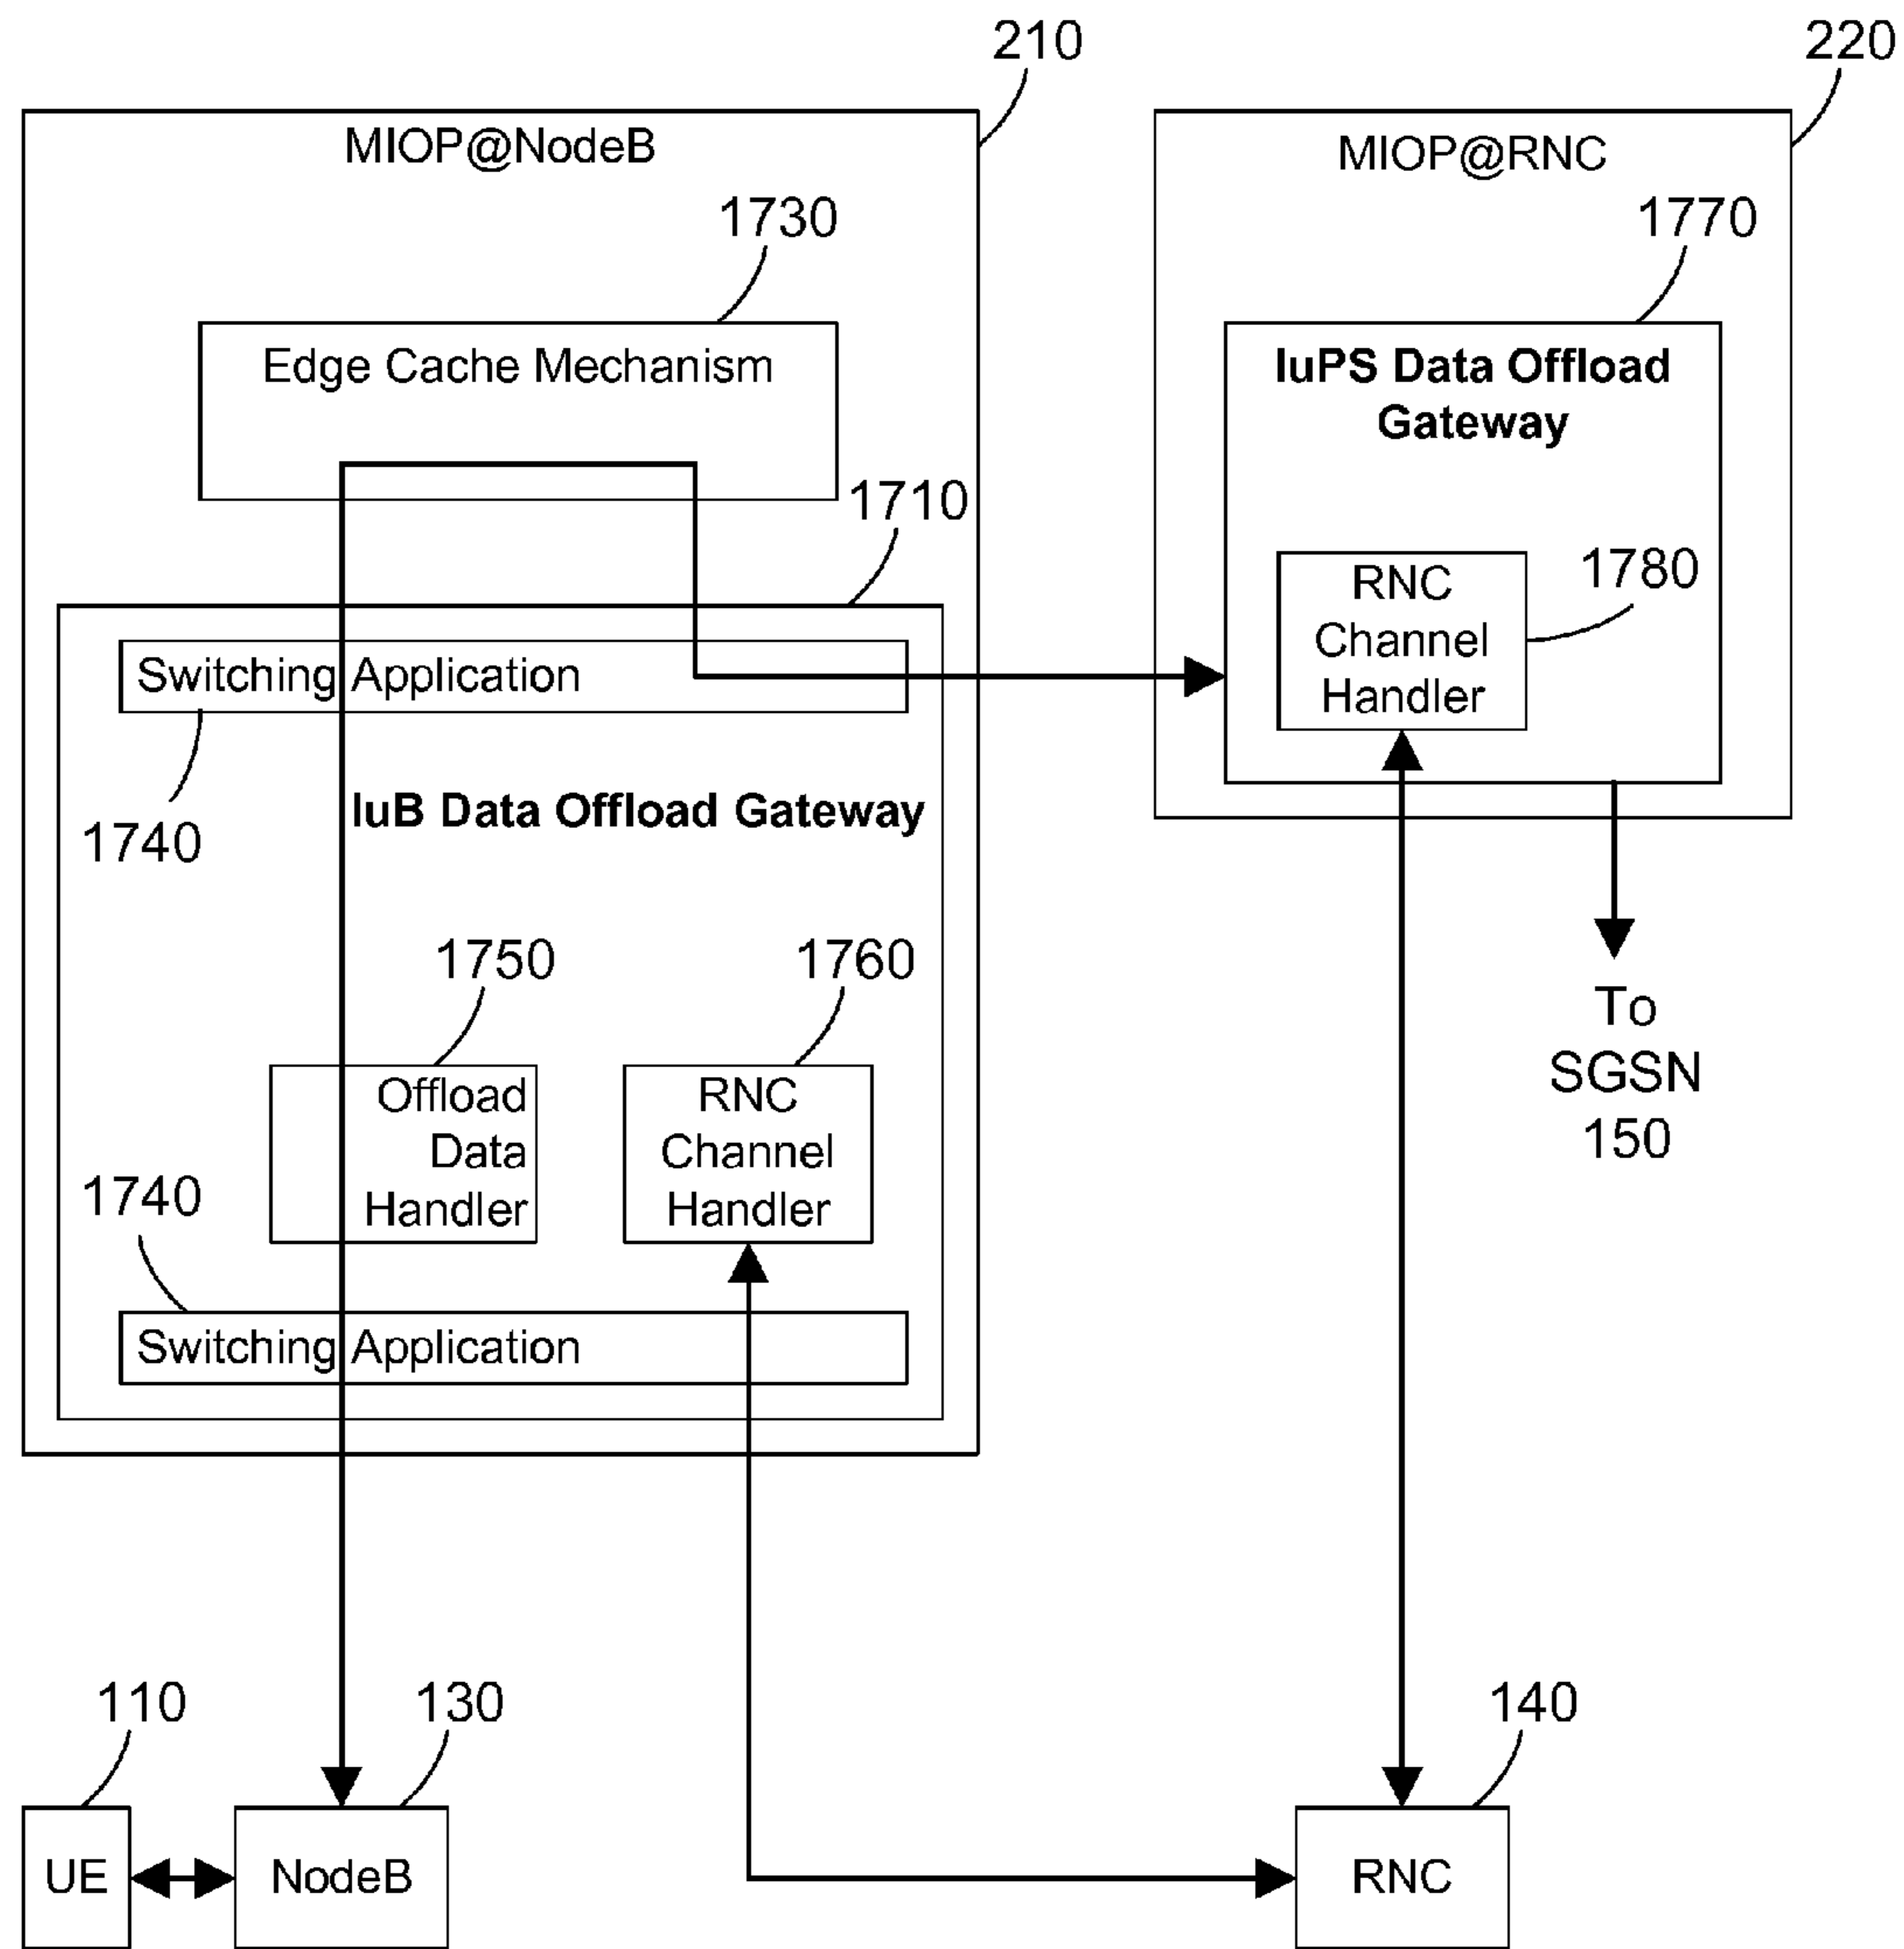 210
220
MIOP@NodeB
MIOP@RNC
1730
1770
Edge Cache Mechanism
IuPS Data Offload
Gateway
1710
RNC
Channel
Handler
1780
Switching Application
1740
IuB Data Offload Gateway
1750
1760
To
SGSN
150
Offload
Data
Handler
RNC
Channel
Handler
1740
Switching Application
110
130
140
UE
NodeB
RNC